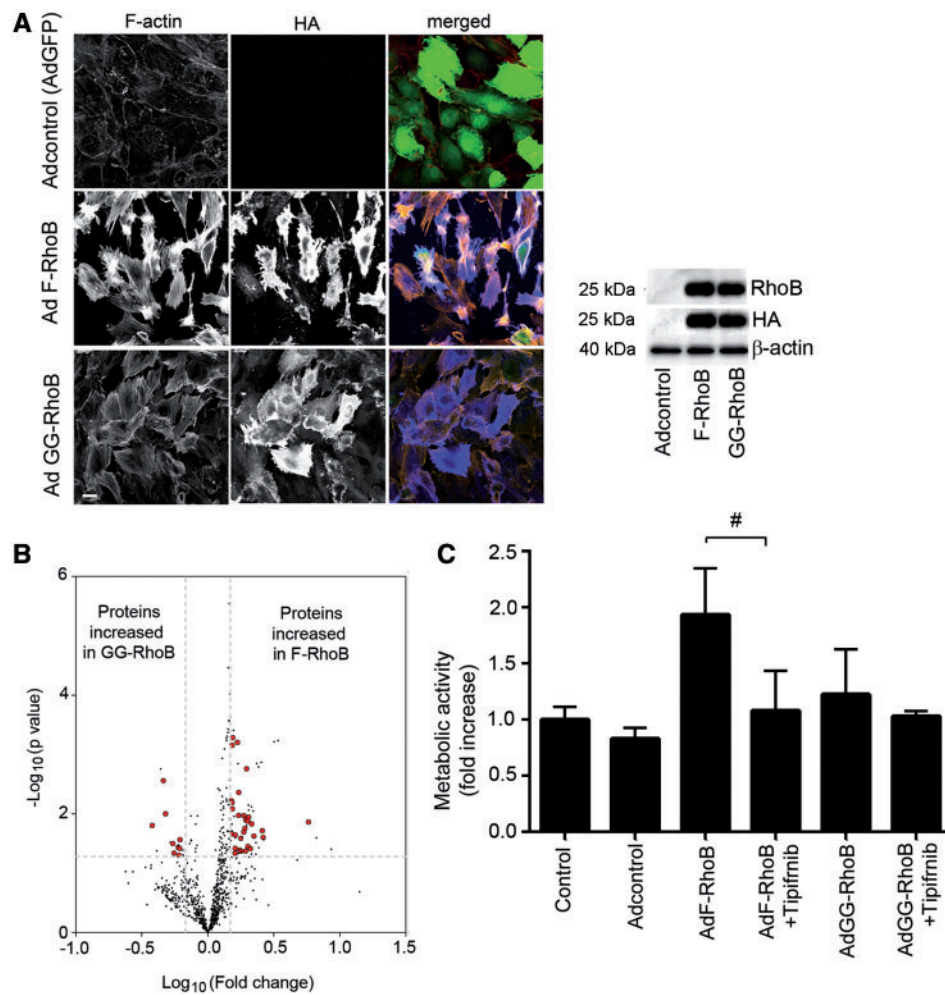 A
F-actin HA merged
Adcontrol (AdGFP)
Ad F-RhoB
Ad GG-RhoB
25 kDa RhoB
25 kDa HA
40 kDa β-actin
Adcontrol
F-RhoB
GG-RhoB
B
6
4
2
0
-Log10(p value)
Proteins increased in GG-RhoB
Proteins increased in F-RhoB
-1.0 -0.5 0.0 0.5 1.0 1.5
Log10(Fold change)
C
#
2.5
2.0
1.5
1.0
0.5
0.0
Metabolic activity
(fold increase)
Control
Adcontrol
AdF-RhoB
AdF-RhoB
+Tipifrnib
AdGG-RhoB
AdGG-RhoB
+Tipifrnib